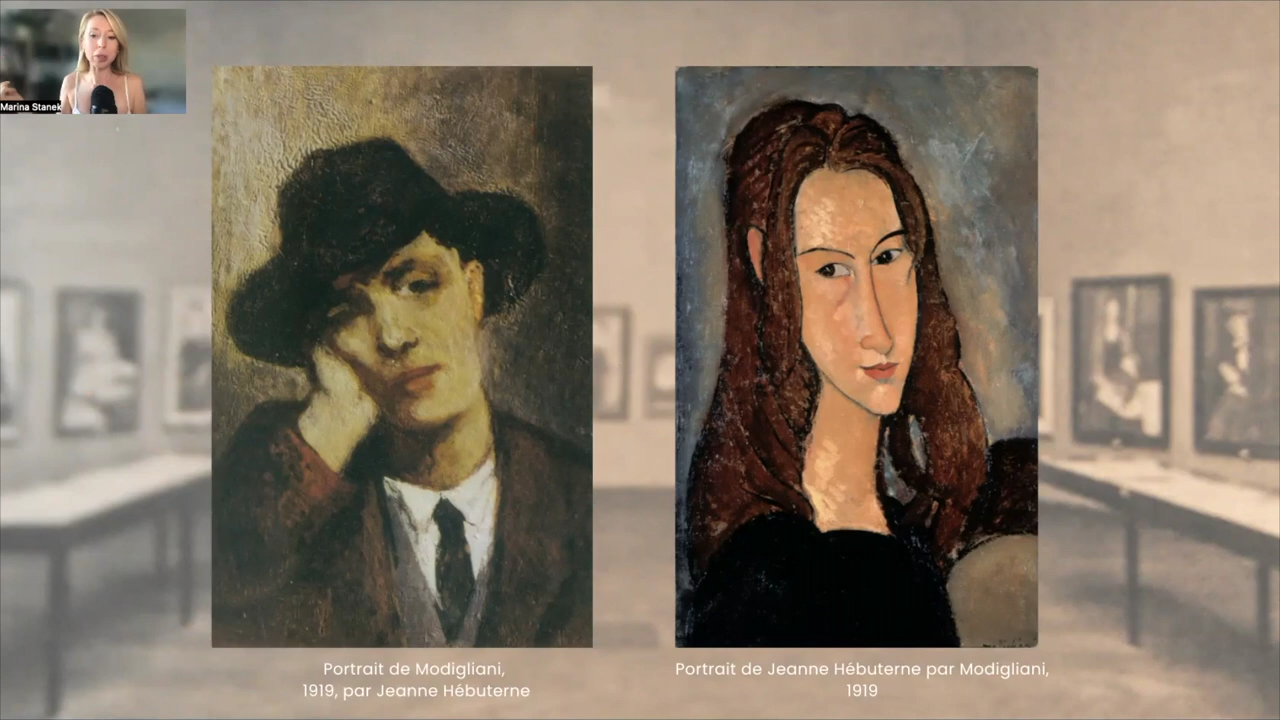 Marina Stanek
Portrait de Modigliani,
1919, par Jeanne Hébuterne
Portrait de Jeanne Hébuterne par Modigliani,
1919